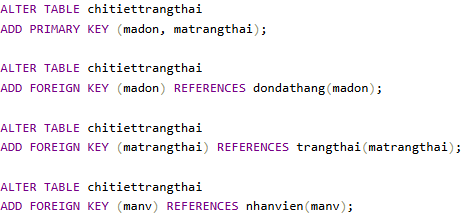 ALTER TABLE chitiettrangthai
ADD PRIMARY KEY (madon, matrangthai);
ALTER TABLE chitiettrangthai
ADD FOREIGN KEY (madon) REFERENCES dondathang(madon);
ALTER TABLE chitiettrangthai
ADD FOREIGN KEY (matrangthai) REFERENCES trangthai(matrangthai);
ALTER TABLE chitiettrangthai
ADD FOREIGN KEY (manv) REFERENCES nhanvien(manv);